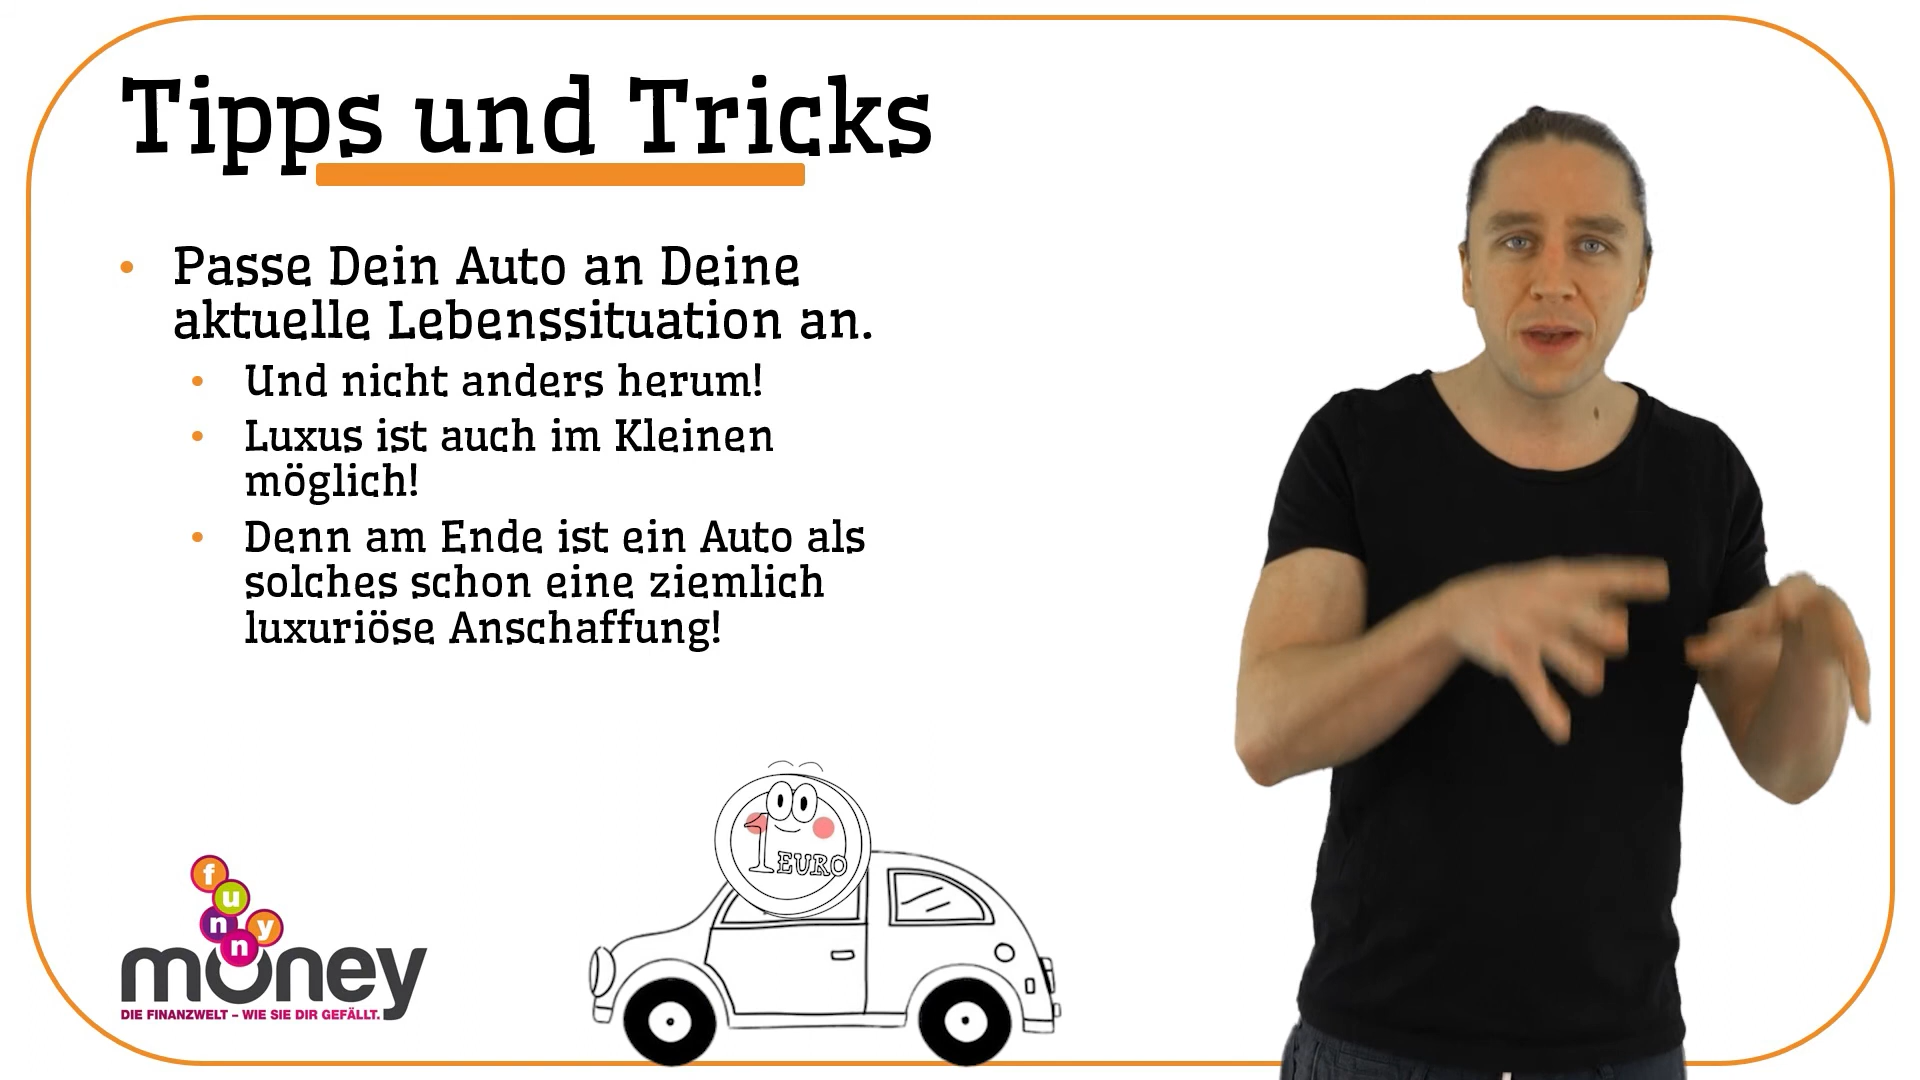 Tipps und Tricks
• Passe Dein Auto an Deine
aktuelle Lebenssituation an.
• Und nicht anders herum!
• Luxus ist auch im Kleinen
möglich!
• Denn am Ende ist ein Auto als
solches schon eine ziemlich
luxuriöse Anschaffung!
1 EURO
funny
money
DIE FINANZWELT – WIE SIE DIR GEFÄLLT.